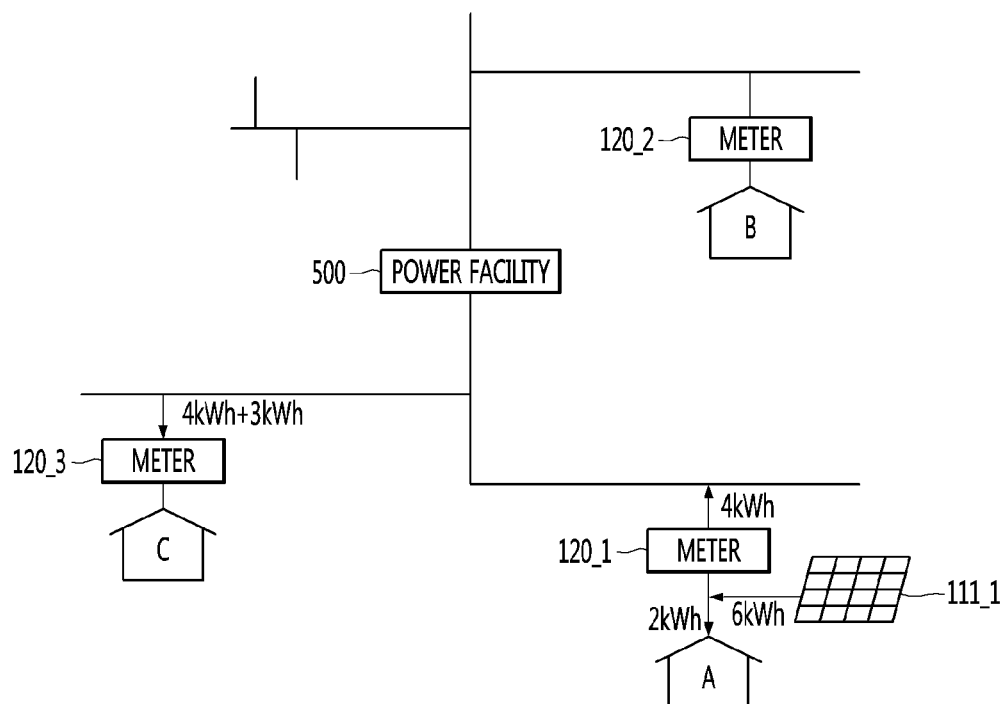 120_2
METER
B
500
POWER FACILITY
4kWh+3kWh
120_3
METER
C
4kWh
120_1
METER
111_1
2kWh
6kWh
A